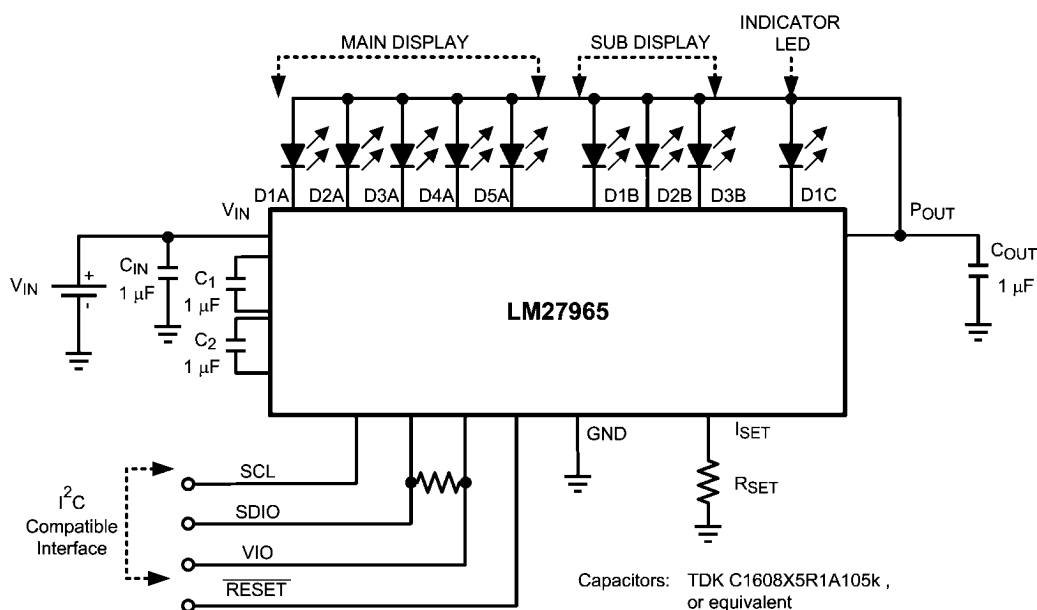 MAIN DISPLAY
SUB DISPLAY
INDICATOR
LED
D1A
D2A
D3A
D4A
D5A
D1B
D2B
D3B
D1C
VIN
POUT
VIN
+
-
CIN
1 µF
C1
1 µF
C2
1 µF
LM27965
COUT
1 µF
GND
ISET
RSET
I²C
Compatible
Interface
SCL
SDIO
VIO
RESET
Capacitors: TDK C1608X5R1A105k ,
or equivalent